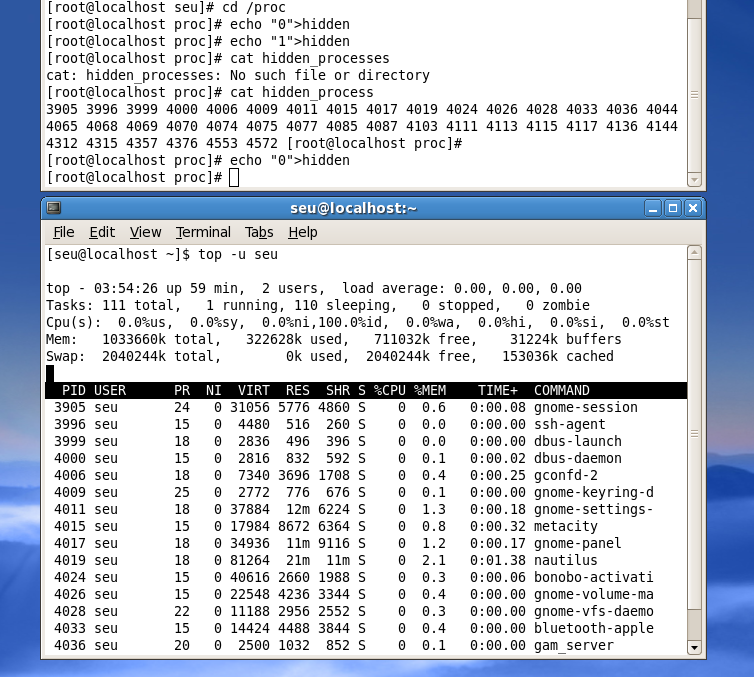 [root@localhost seu]# cd /proc
[root@localhost proc]# echo "0">hidden
[root@localhost proc]# echo "1">hidden
[root@localhost proc]# cat hidden_processes
cat: hidden_processes: No such file or directory
[root@localhost proc]# cat hidden_process
3905 3996 3999 4000 4006 4009 4011 4015 4017 4019 4024 4026 4028 4033 4036 4044
4065 4068 4069 4070 4074 4075 4077 4085 4087 4103 4111 4113 4115 4117 4136 4144
4312 4315 4357 4376 4553 4572 [root@localhost proc]#
[root@localhost proc]# echo "0">hidden
[root@localhost proc]#
seu@localhost:~
File Edit View Terminal Tabs Help
[seu@localhost ~]$ top -u seu
top - 03:54:26 up 59 min,  2 users,  load average: 0.00, 0.00, 0.00
Tasks: 111 total,   1 running, 110 sleeping,   0 stopped,   0 zombie
Cpu(s):  0.0%us,  0.0%sy,  0.0%ni,100.0%id,  0.0%wa,  0.0%hi,  0.0%si,  0.0%st
Mem:   1033660k total,   322628k used,   711032k free,    31224k buffers
Swap:  2040244k total,        0k used,  2040244k free,   153036k cached
PID USER      PR  NI  VIRT  RES  SHR S %CPU %MEM    TIME+  COMMAND
3905 seu       24   0 31056 5776 4860 S    0  0.6   0:00.08 gnome-session
3996 seu       15   0  4480  516  260 S    0  0.0   0:00.00 ssh-agent
3999 seu       18   0  2836  496  396 S    0  0.0   0:00.00 dbus-launch
4000 seu       15   0  2816  832  592 S    0  0.1   0:00.02 dbus-daemon
4006 seu       18   0  7340 3696 1708 S    0  0.4   0:00.25 gconfd-2
4009 seu       25   0  2772  776  676 S    0  0.1   0:00.00 gnome-keyring-d
4011 seu       18   0 37884  12m 6224 S    0  1.3   0:00.18 gnome-settings-
4015 seu       15   0 17984 8672 6364 S    0  0.8   0:00.32 metacity
4017 seu       18   0 34936  11m 9116 S    0  1.2   0:00.17 gnome-panel
4019 seu       18   0 81264  21m  11m S    0  2.1   0:01.38 nautilus
4024 seu       15   0 40616 2660 1988 S    0  0.3   0:00.06 bonobo-activati
4026 seu       15   0 22548 4236 3344 S    0  0.4   0:00.00 gnome-volume-ma
4028 seu       22   0 11188 2956 2552 S    0  0.3   0:00.00 gnome-vfs-daemo
4033 seu       15   0 14424 4488 3844 S    0  0.4   0:00.00 bluetooth-apple
4036 seu       20   0  2500 1032  852 S    0  0.1   0:00.00 gam_server